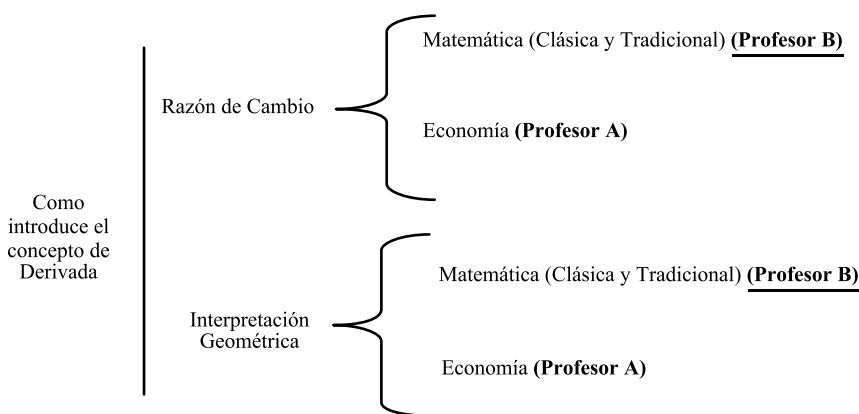 Como
introduce el
concepto de
Derivada
Razón de Cambio
Matemática (Clásica y Tradicional) (Profesor B)
Economía (Profesor A)
Interpretación
Geométrica
Matemática (Clásica y Tradicional) (Profesor B)
Economía (Profesor A)